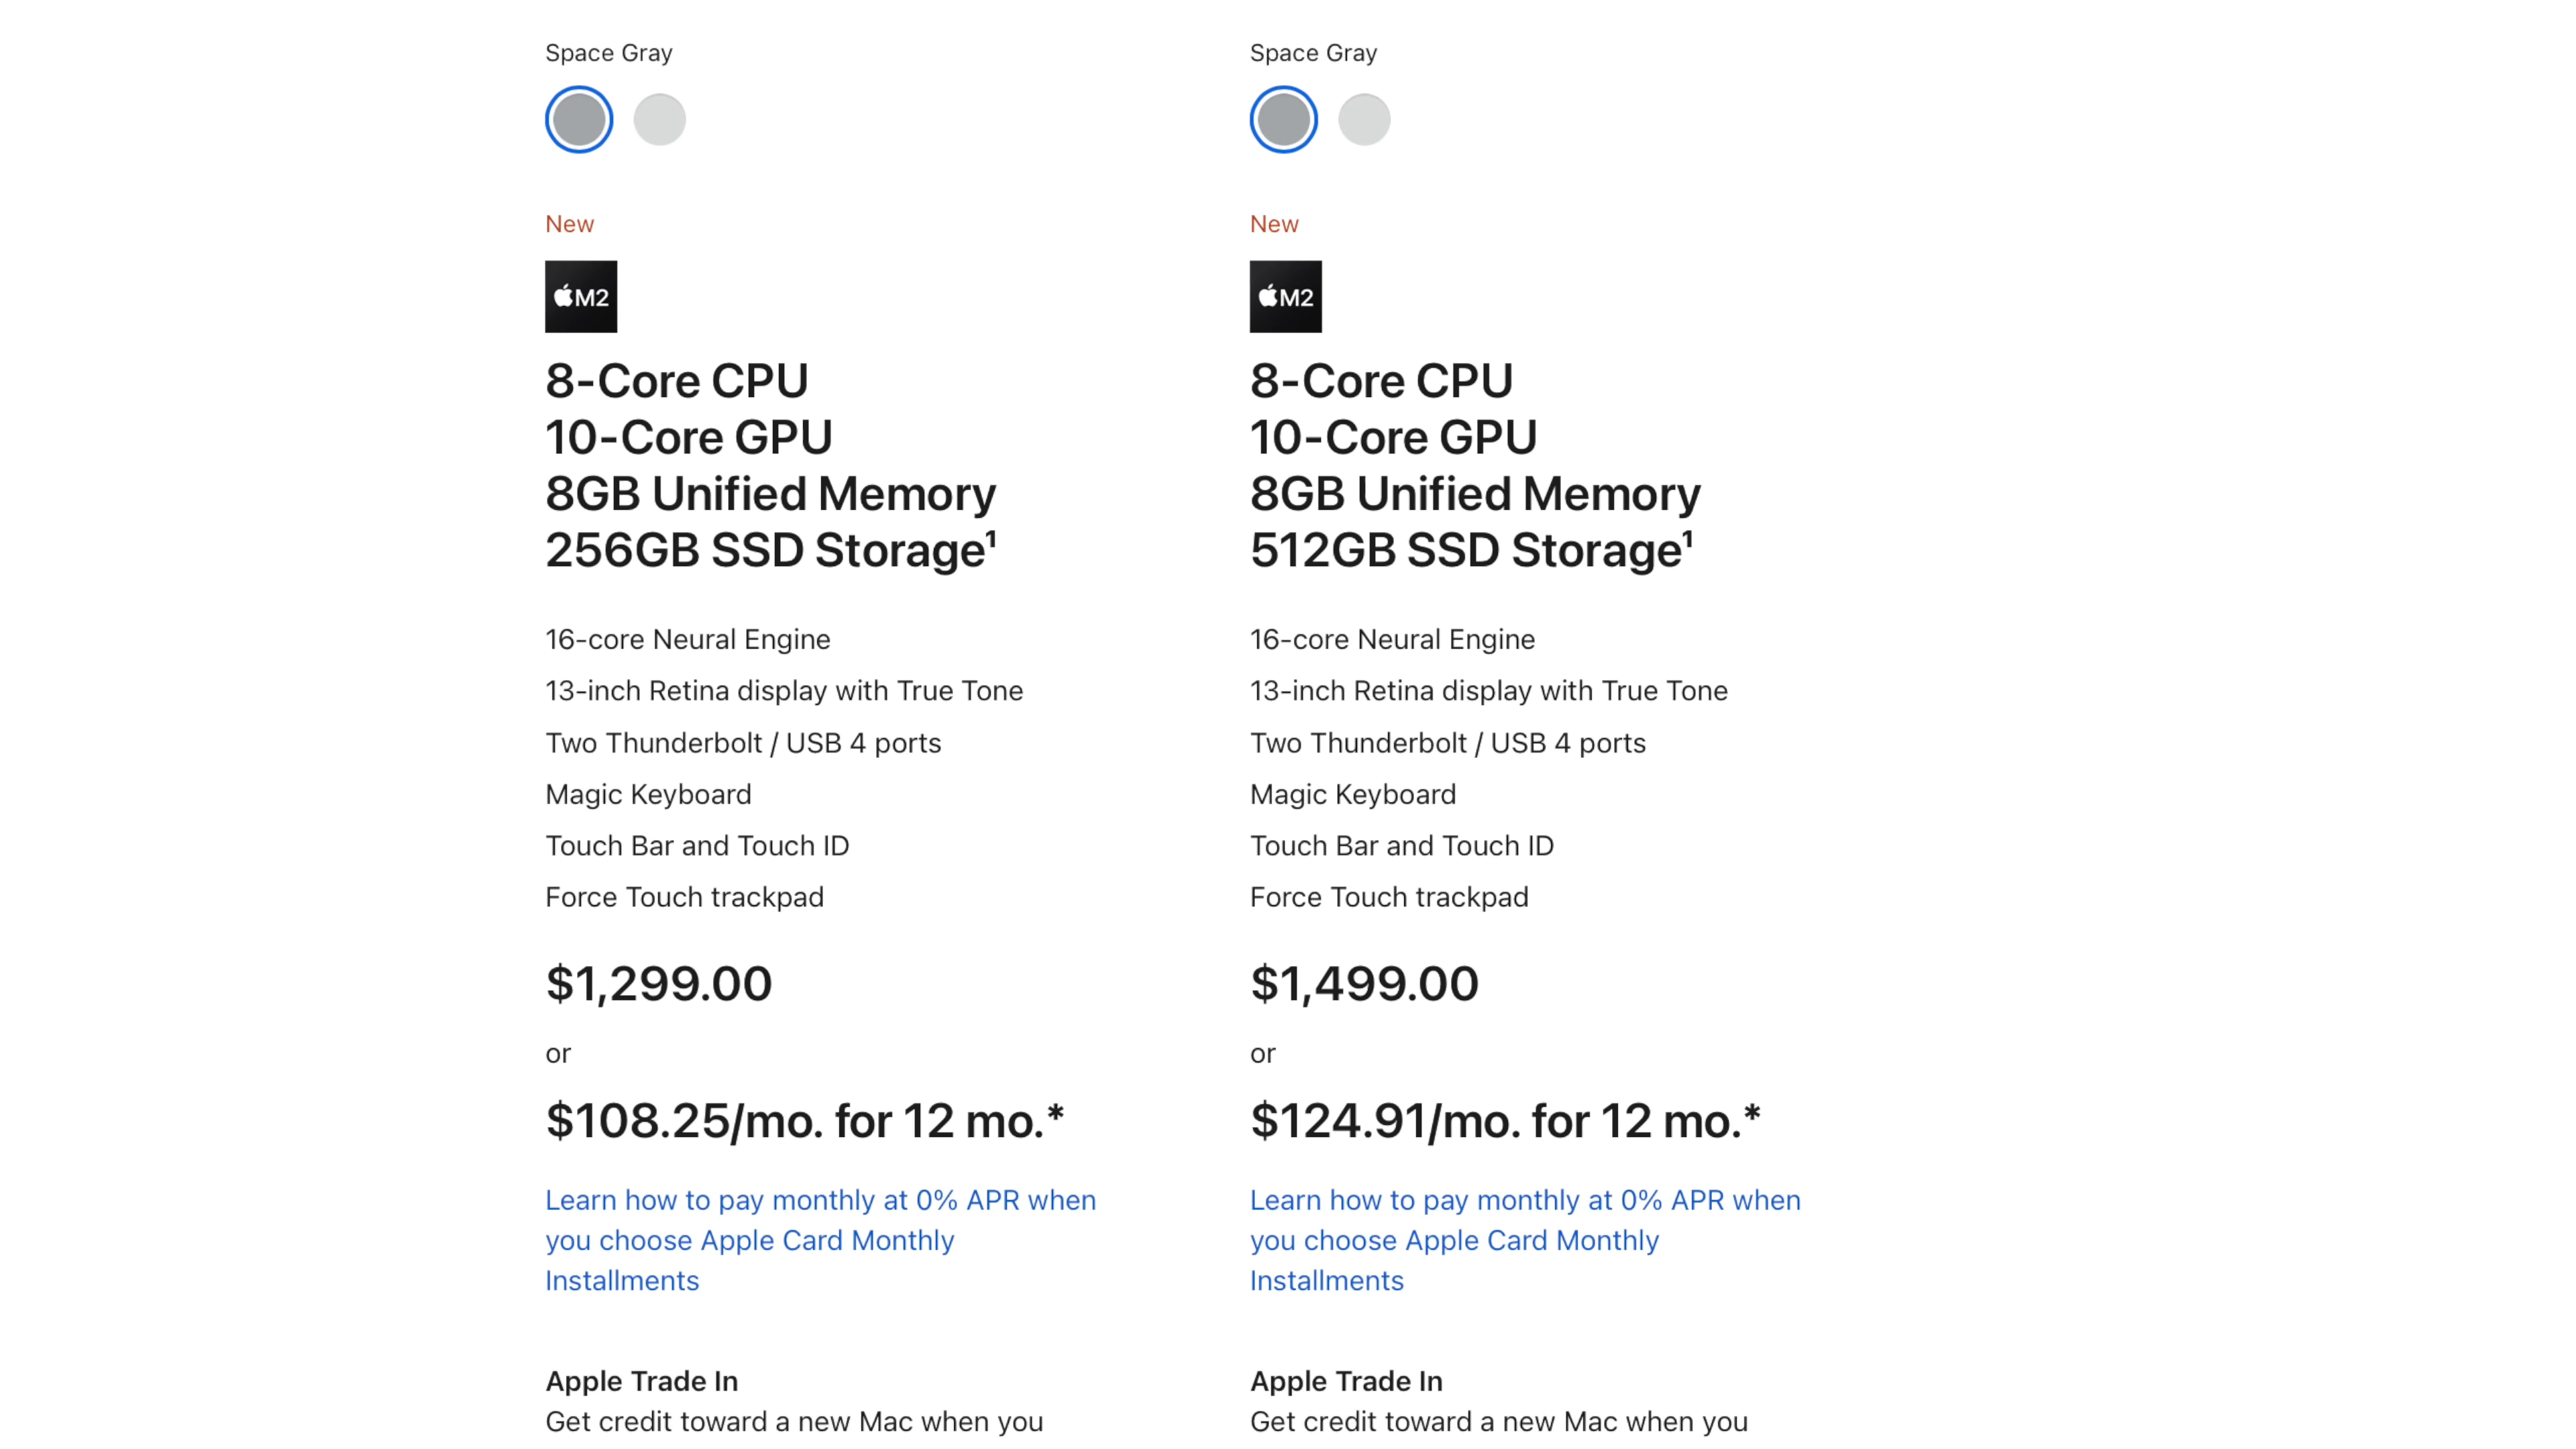 Space Gray
New
M2
8-Core CPU
10-Core GPU
8GB Unified Memory
256GB SSD Storage¹
16-core Neural Engine
13-inch Retina display with True Tone
Two Thunderbolt / USB 4 ports
Magic Keyboard
Touch Bar and Touch ID
Force Touch trackpad
$1,299.00
or
$108.25/mo. for 12 mo.*
Learn how to pay monthly at 0% APR when
you choose Apple Card Monthly
Installments
Apple Trade In
Get credit toward a new Mac when you
Space Gray
New
M2
8-Core CPU
10-Core GPU
8GB Unified Memory
512GB SSD Storage¹
16-core Neural Engine
13-inch Retina display with True Tone
Two Thunderbolt / USB 4 ports
Magic Keyboard
Touch Bar and Touch ID
Force Touch trackpad
$1,499.00
or
$124.91/mo. for 12 mo.*
Learn how to pay monthly at 0% APR when
you choose Apple Card Monthly
Installments
Apple Trade In
Get credit toward a new Mac when you